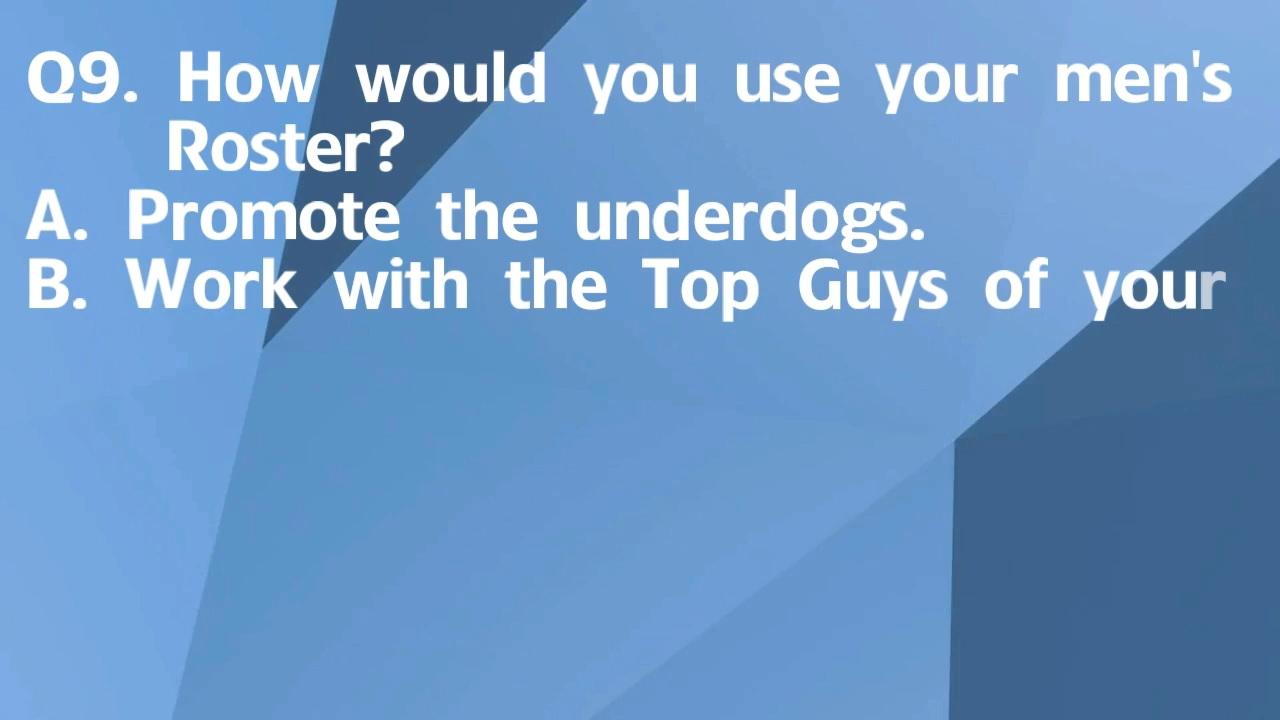 Q9. How would you use your men's
Roster?
A. Promote the underdogs.
B. Work with the Top Guys of your